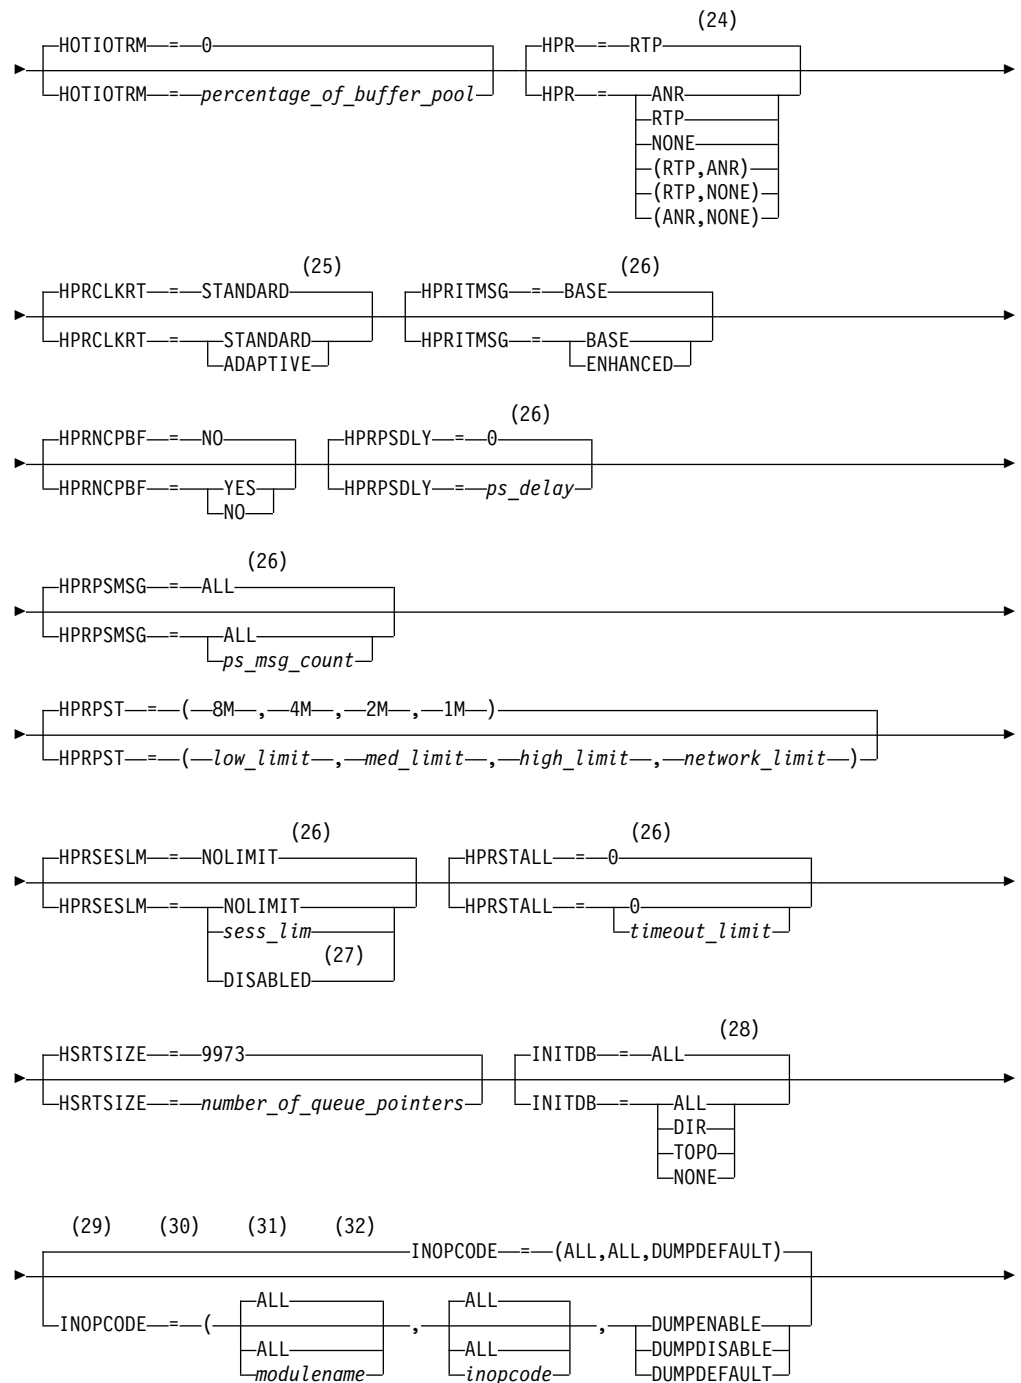 (24)
HOTIOTRM = 0 HPR = RTP
HOTIOTRM = percentage_of_buffer_pool HPR = ANR
RTP
NONE
(RTP,ANR)
(RTP,NONE)
(ANR,NONE)
(25) (26)
HPRCLKRT = STANDARD HPRITMSG = BASE
HPRCLKRT = STANDARD HPRITMSG = BASE
ADAPTIVE ENHANCED
(26)
HPRNCPBF = NO HPRPSDLY = 0
HPRNCPBF = YES HPRPSDLY = ps_delay
NO
(26)
HPRPSMSG = ALL
HPRPSMSG = ALL
ps_msg_count
HPRPST = ( 8M , 4M , 2M , 1M )
HPRPST = ( low_limit , med_limit , high_limit , network_limit )
(26) (26)
HPRSESLM = NOLIMIT HPRSTALL = 0
HPRSESLM = NOLIMIT HPRSTALL = 0
sess_lim timeout_limit
(27)
DISABLED
(28)
HSRTSIZE = 9973 INITDB = ALL
HSRTSIZE = number_of_queue_pointers INITDB = ALL
DIR
TOPO
NONE
(29) (30) (31) (32)
INOPCODE = (ALL,ALL,DUMPDEFAULT)
ALL ALL
INOPCODE = ( , , DUMPENABLE
ALL ALL DUMPDISABLE
modulename inopcode DUMPDEFAULT